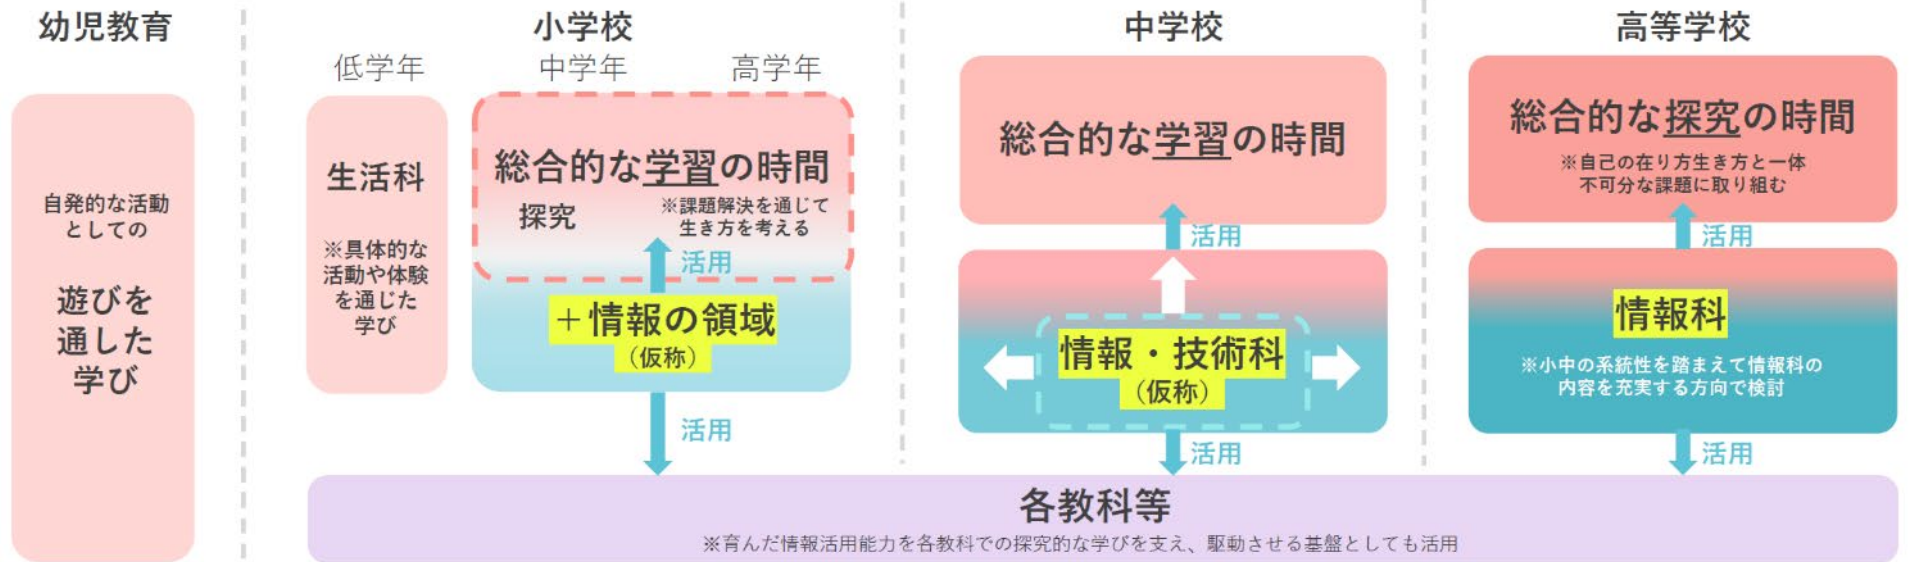 幼児教育
自発的な活動
としての
遊びを
通した
学び
小学校
低学年
中学年
高学年
生活科
※具体的な
活動や体験
を通じた
学び
総合的な学習の時間
探究
※課題解決を通じて
生き方を考える
活用
＋情報の領域
（仮称）
活用
中学校
総合的な学習の時間
活用
情報・技術科
（仮称）
活用
高等学校
総合的な探究の時間
※自己の在り方生き方と一体
不可分な課題に取り組む
活用
情報科
※小中の系統性を踏まえて情報科の
内容を充実する方向で検討
活用
各教科等
※育んだ情報活用能力を各教科での探究的な学びを支え、駆動させる基盤としても活用